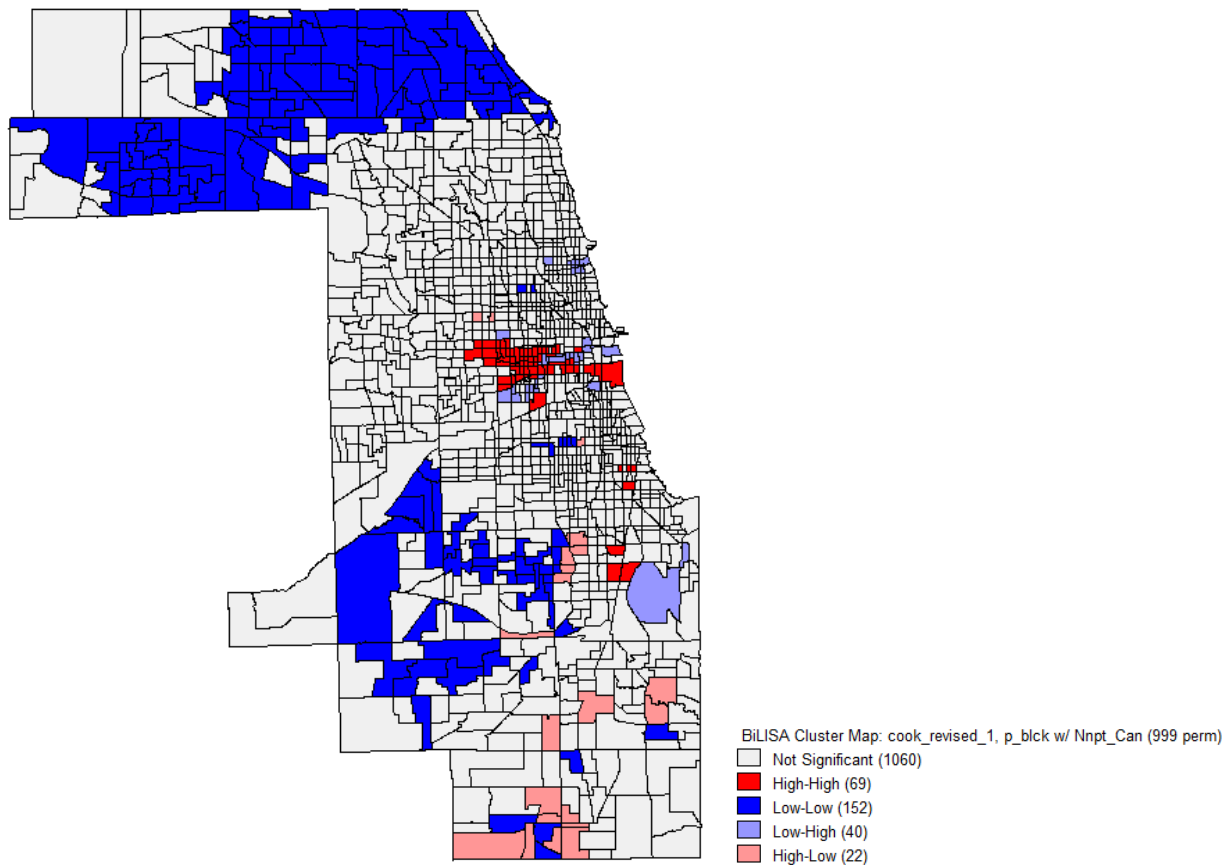 BiLISA Cluster Map: cook_revised_1, p_blck w/ Nnpt_Can (999 perm)
Not Significant (1060)
High-High (69)
Low-Low (152)
Low-High (40)
High-Low (22)